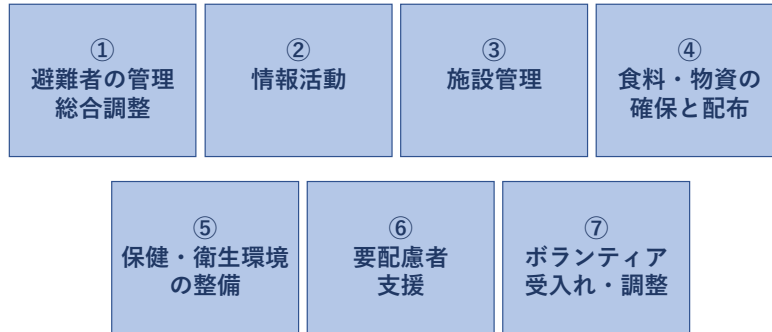 ①
避難者の管理
総合調整
②
情報活動
③
施設管理
④
食料・物資の
確保と配布
⑤
保健・衛生環境
の整備
⑥
要配慮者
支援
⑦
ボランティア
受入れ・調整